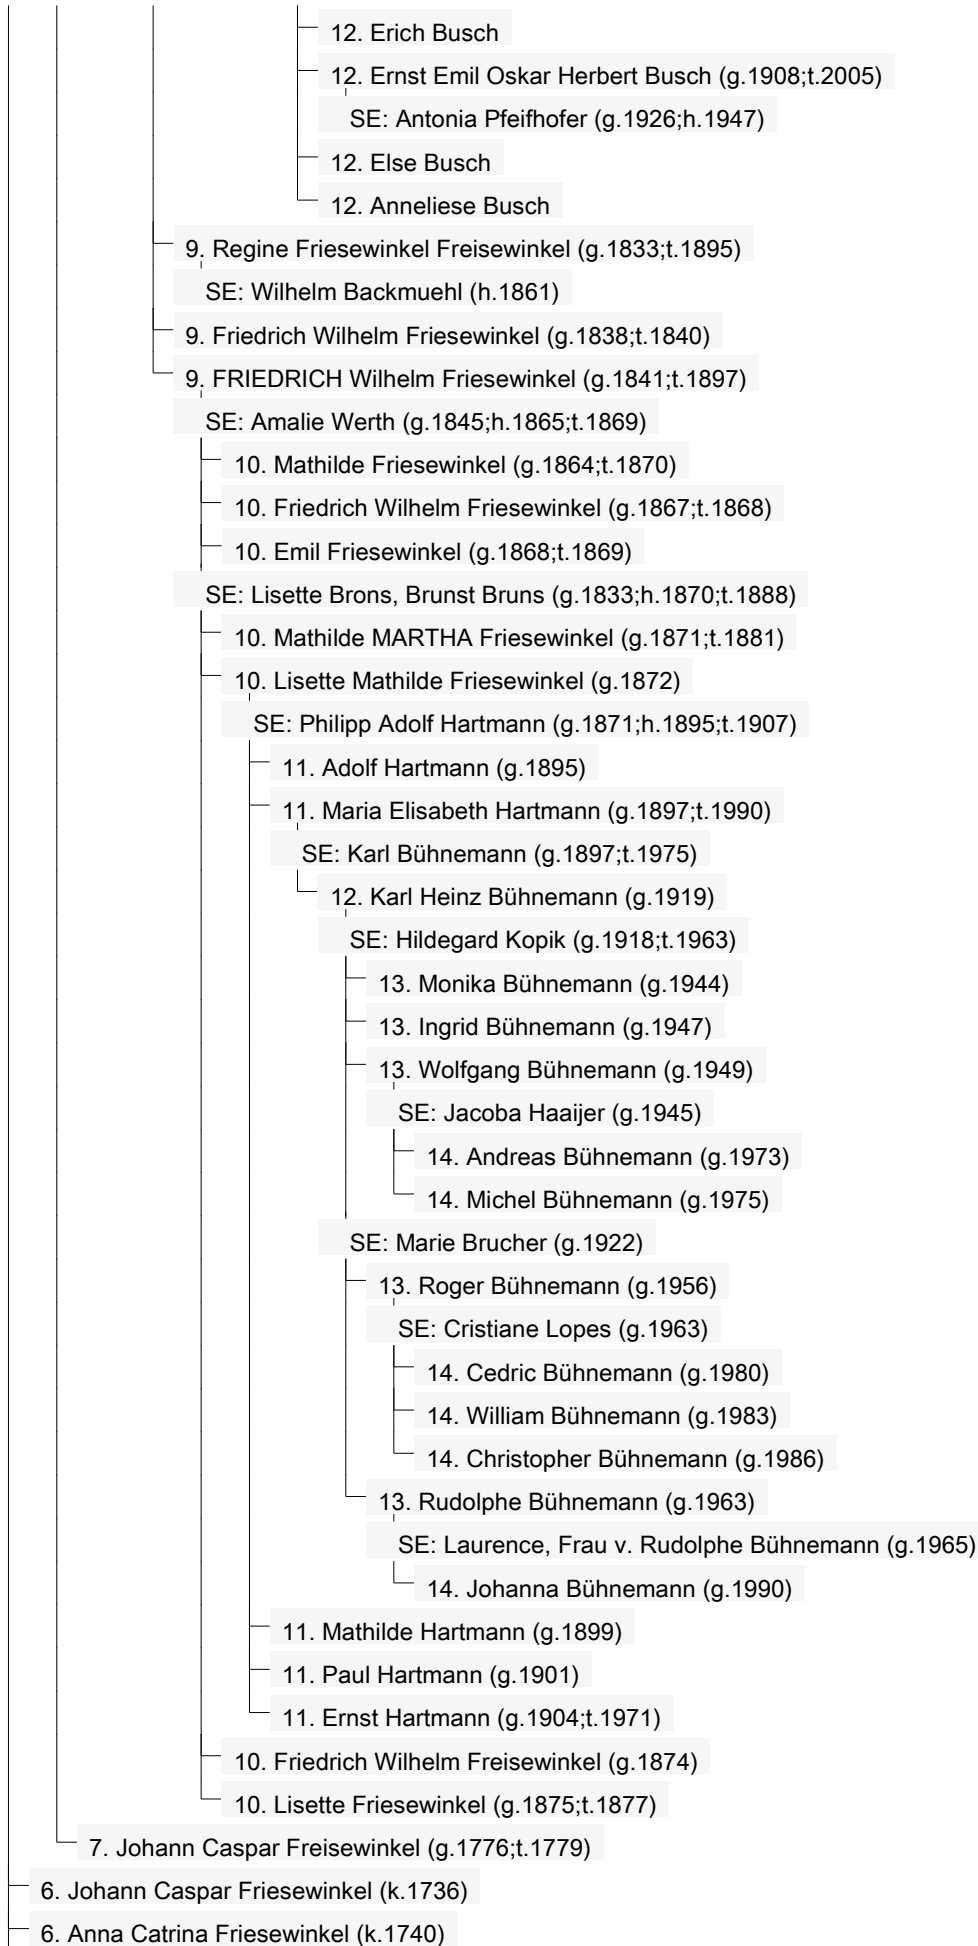 12. Erich Busch
12. Ernst Emil Oskar Herbert Busch (g.1908;t.2005)
SE: Antonia Pfeifhofer (g.1926;h.1947)
12. Else Busch
12. Anneliese Busch
9. Regine Friesewinkel Freisewinkel (g.1833;t.1895)
SE: Wilhelm Backmuehl (h.1861)
9. Friedrich Wilhelm Friesewinkel (g.1838;t.1840)
9. FRIEDRICH Wilhelm Friesewinkel (g.1841;t.1897)
SE: Amalie Werth (g.1845;h.1865;t.1869)
10. Mathilde Friesewinkel (g.1864;t.1870)
10. Friedrich Wilhelm Friesewinkel (g.1867;t.1868)
10. Emil Friesewinkel (g.1868;t.1869)
SE: Lisette Brons, Brunst Bruns (g.1833;h.1870;t.1888)
10. Mathilde MARTHA Friesewinkel (g.1871;t.1881)
10. Lisette Mathilde Friesewinkel (g.1872)
SE: Philipp Adolf Hartmann (g.1871;h.1895;t.1907)
11. Adolf Hartmann (g.1895)
11. Maria Elisabeth Hartmann (g.1897;t.1990)
SE: Karl Bühnemann (g.1897;t.1975)
12. Karl Heinz Bühnemann (g.1919)
SE: Hildegard Kopik (g.1918;t.1963)
13. Monika Bühnemann (g.1944)
13. Ingrid Bühnemann (g.1947)
13. Wolfgang Bühnemann (g.1949)
SE: Jacoba Haaijer (g.1945)
14. Andreas Bühnemann (g.1973)
14. Michel Bühnemann (g.1975)
SE: Marie Brucher (g.1922)
13. Roger Bühnemann (g.1956)
SE: Cristiane Lopes (g.1963)
14. Cedric Bühnemann (g.1980)
14. William Bühnemann (g.1983)
14. Christopher Bühnemann (g.1986)
13. Rudolphe Bühnemann (g.1963)
SE: Laurence, Frau v. Rudolphe Bühnemann (g.1965)
14. Johanna Bühnemann (g.1990)
11. Mathilde Hartmann (g.1899)
11. Paul Hartmann (g.1901)
11. Ernst Hartmann (g.1904;t.1971)
10. Friedrich Wilhelm Freisewinkel (g.1874)
10. Lisette Friesewinkel (g.1875;t.1877)
7. Johann Caspar Freisewinkel (g.1776;t.1779)
6. Johann Caspar Friesewinkel (k.1736)
6. Anna Catrina Friesewinkel (k.1740)